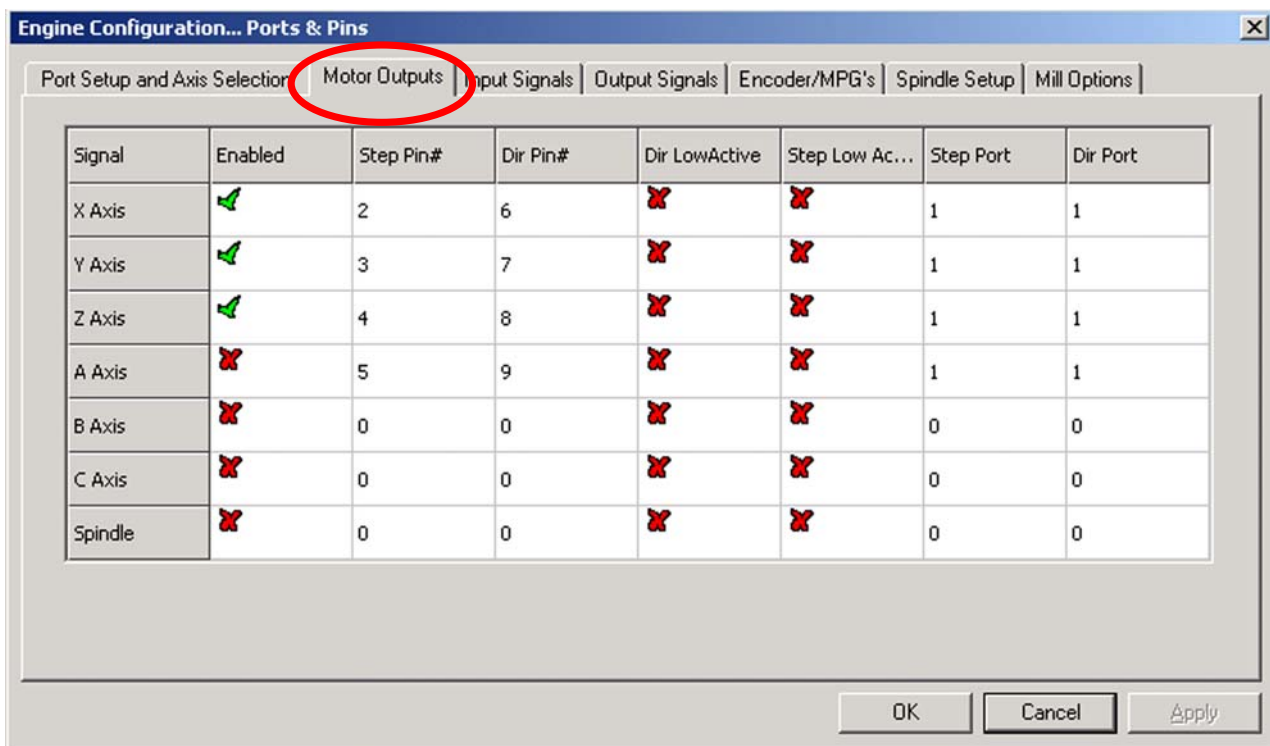 Engine Configuration... Ports & Pins
Port Setup and Axis Selection Motor Outputs Input Signals Output Signals Encoder/MPG's Spindle Setup Mill Options
Signal Enabled Step Pin# Dir Pin# Dir LowActive Step Low Ac... Step Port Dir Port
X Axis 2 6 1 1
Y Axis 3 7 1 1
Z Axis 4 8 1 1
A Axis 5 9 1 1
B Axis 0 0 0 0
C Axis 0 0 0 0
Spindle 0 0 0 0
OK Cancel Apply